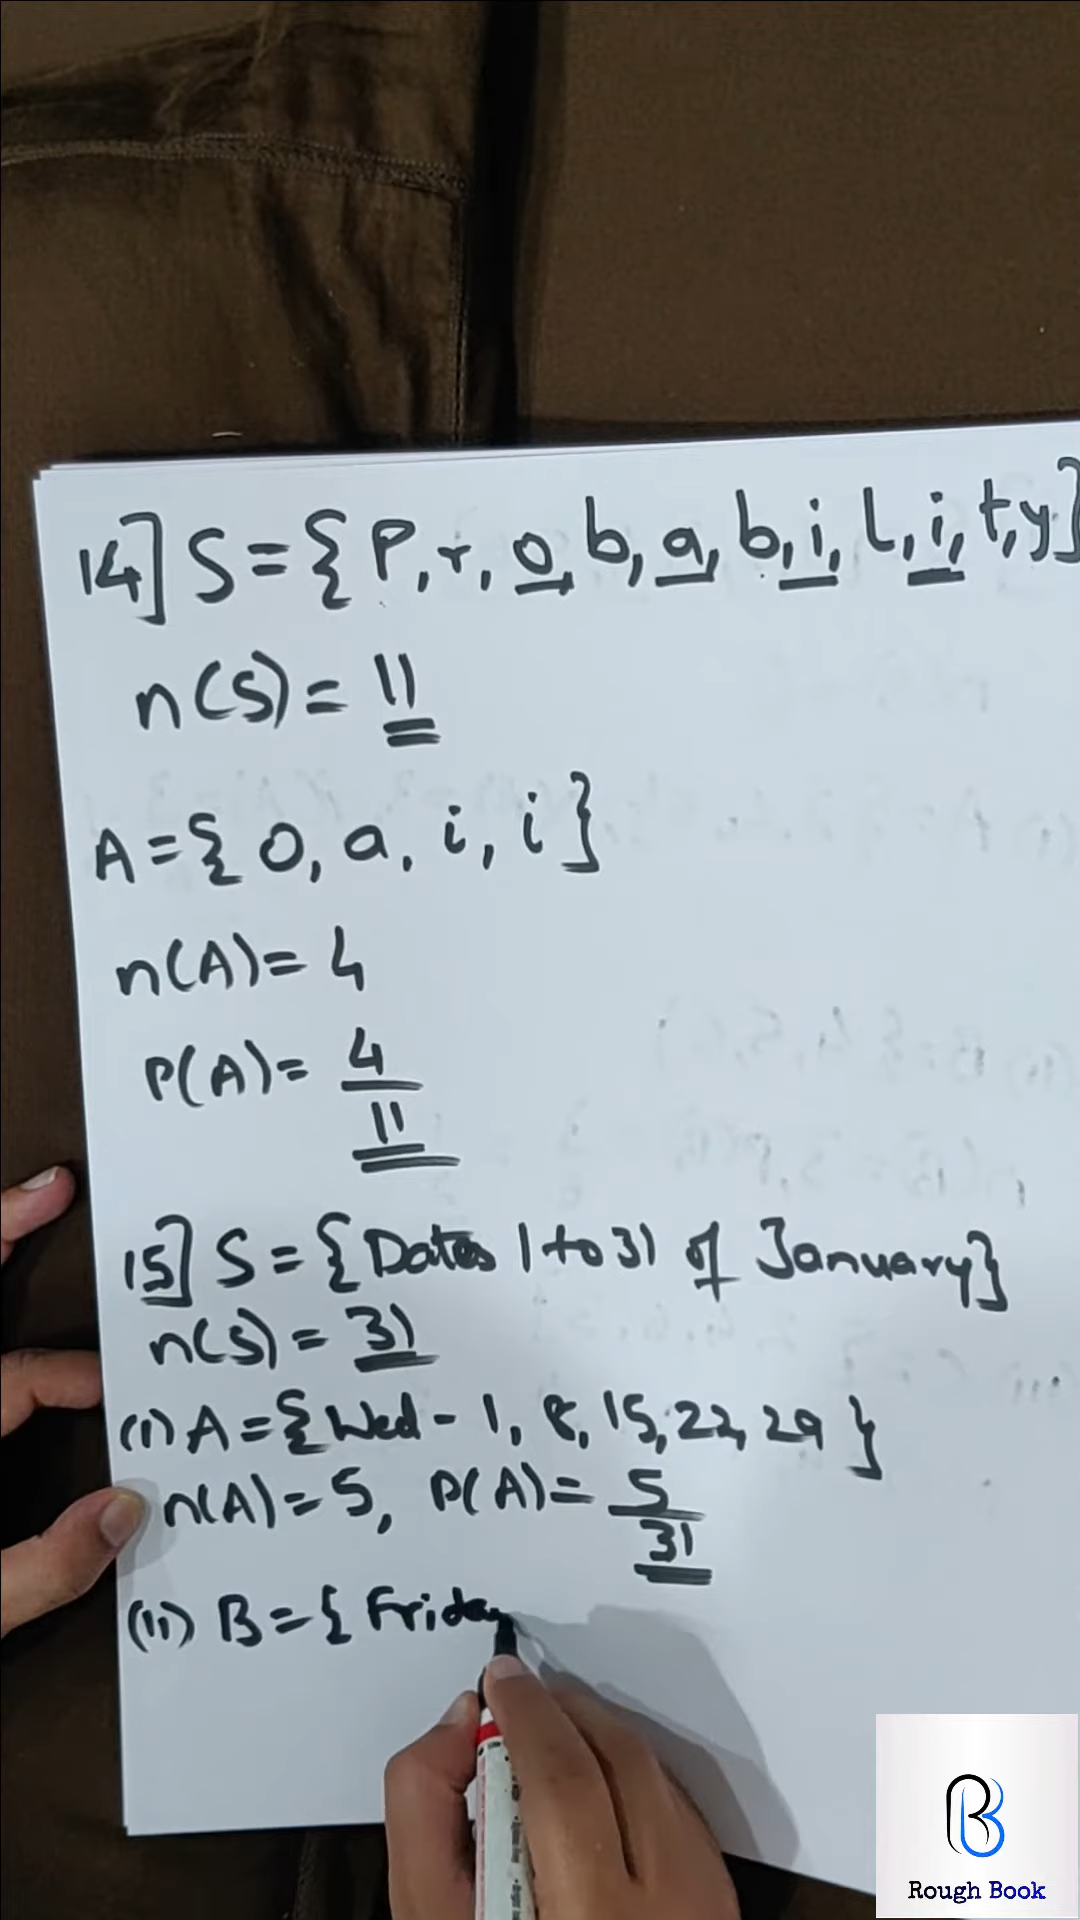 14] S = {P, r, o, b, a, b, i, l, i, t, y}
n(S) = 11
A = {o, a, i, i}
n(A) = 4
P(A) = 4
11
15] S = {Dates 1 to 31 of January}
n(S) = 31
(i) A = {Wed - 1, 8, 15, 22, 29}
n(A) = 5, P(A) = 5
31
(ii) B = { Friday
B
Rough Book